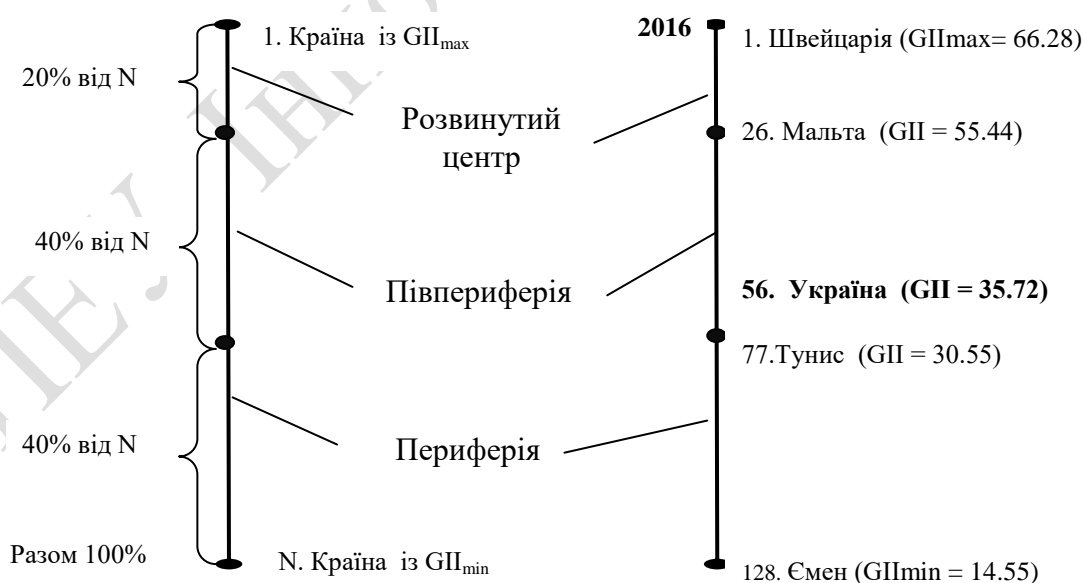 1. Країна із GIImax
2016
1. Швейцарія (GIImax= 66.28)
20% від N
Розвинутий
центр
26. Мальта (GII = 55.44)
40% від N
Півпериферія
56. Україна (GII = 35.72)
77.Тунис (GII = 30.55)
40% від N
Периферія
Разом 100%
N. Країна із GIImin
128. Ємен (GIImin = 14.55)